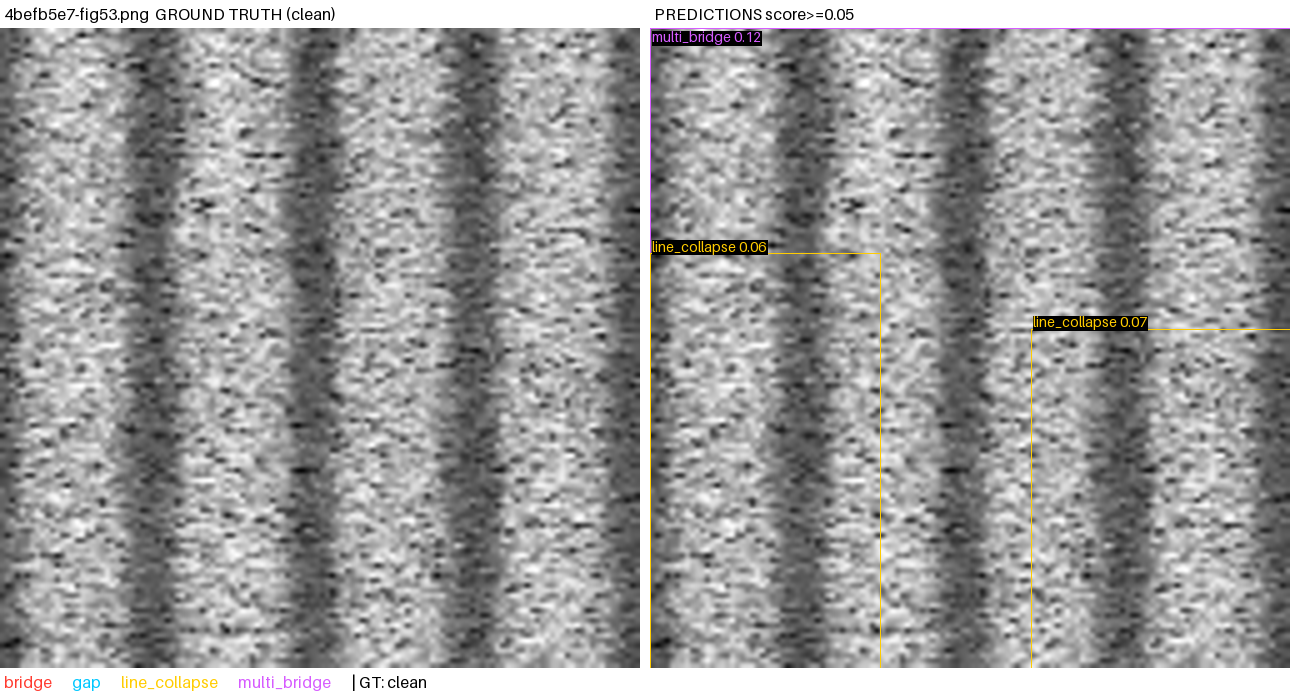 4befb5e7-fig53.png GROUND TRUTH (clean)
PREDICTIONS score>=0.05
multi_bridge 0.12
line_collapse 0.06
line_collapse 0.07
bridge gap line_collapse multi_bridge | GT: clean